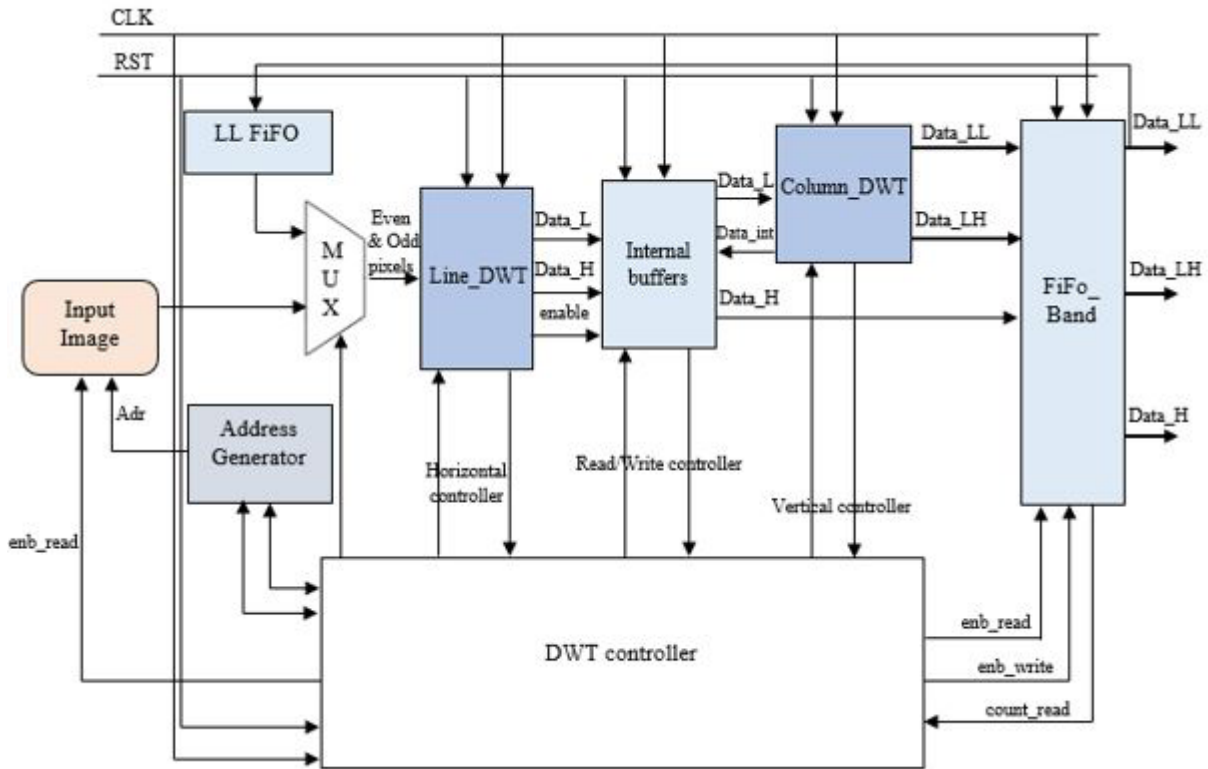 CLK
RST
LL FiFO
MUX
Even
& Odd
pixels
Line_DWT
Data_L
Data_H
enable
Internal
buffers
Data_L
Data_int
Data_H
Column_DWT
Data_LL
Data_LH
FiFo_
Band
Data_LL
Data_LH
Data_H
Input
Image
Adr
Address
Generator
enb_read
Horizontal
controller
Read/Write controller
Vertical controller
DWT controller
enb_read
enb_write
count_read